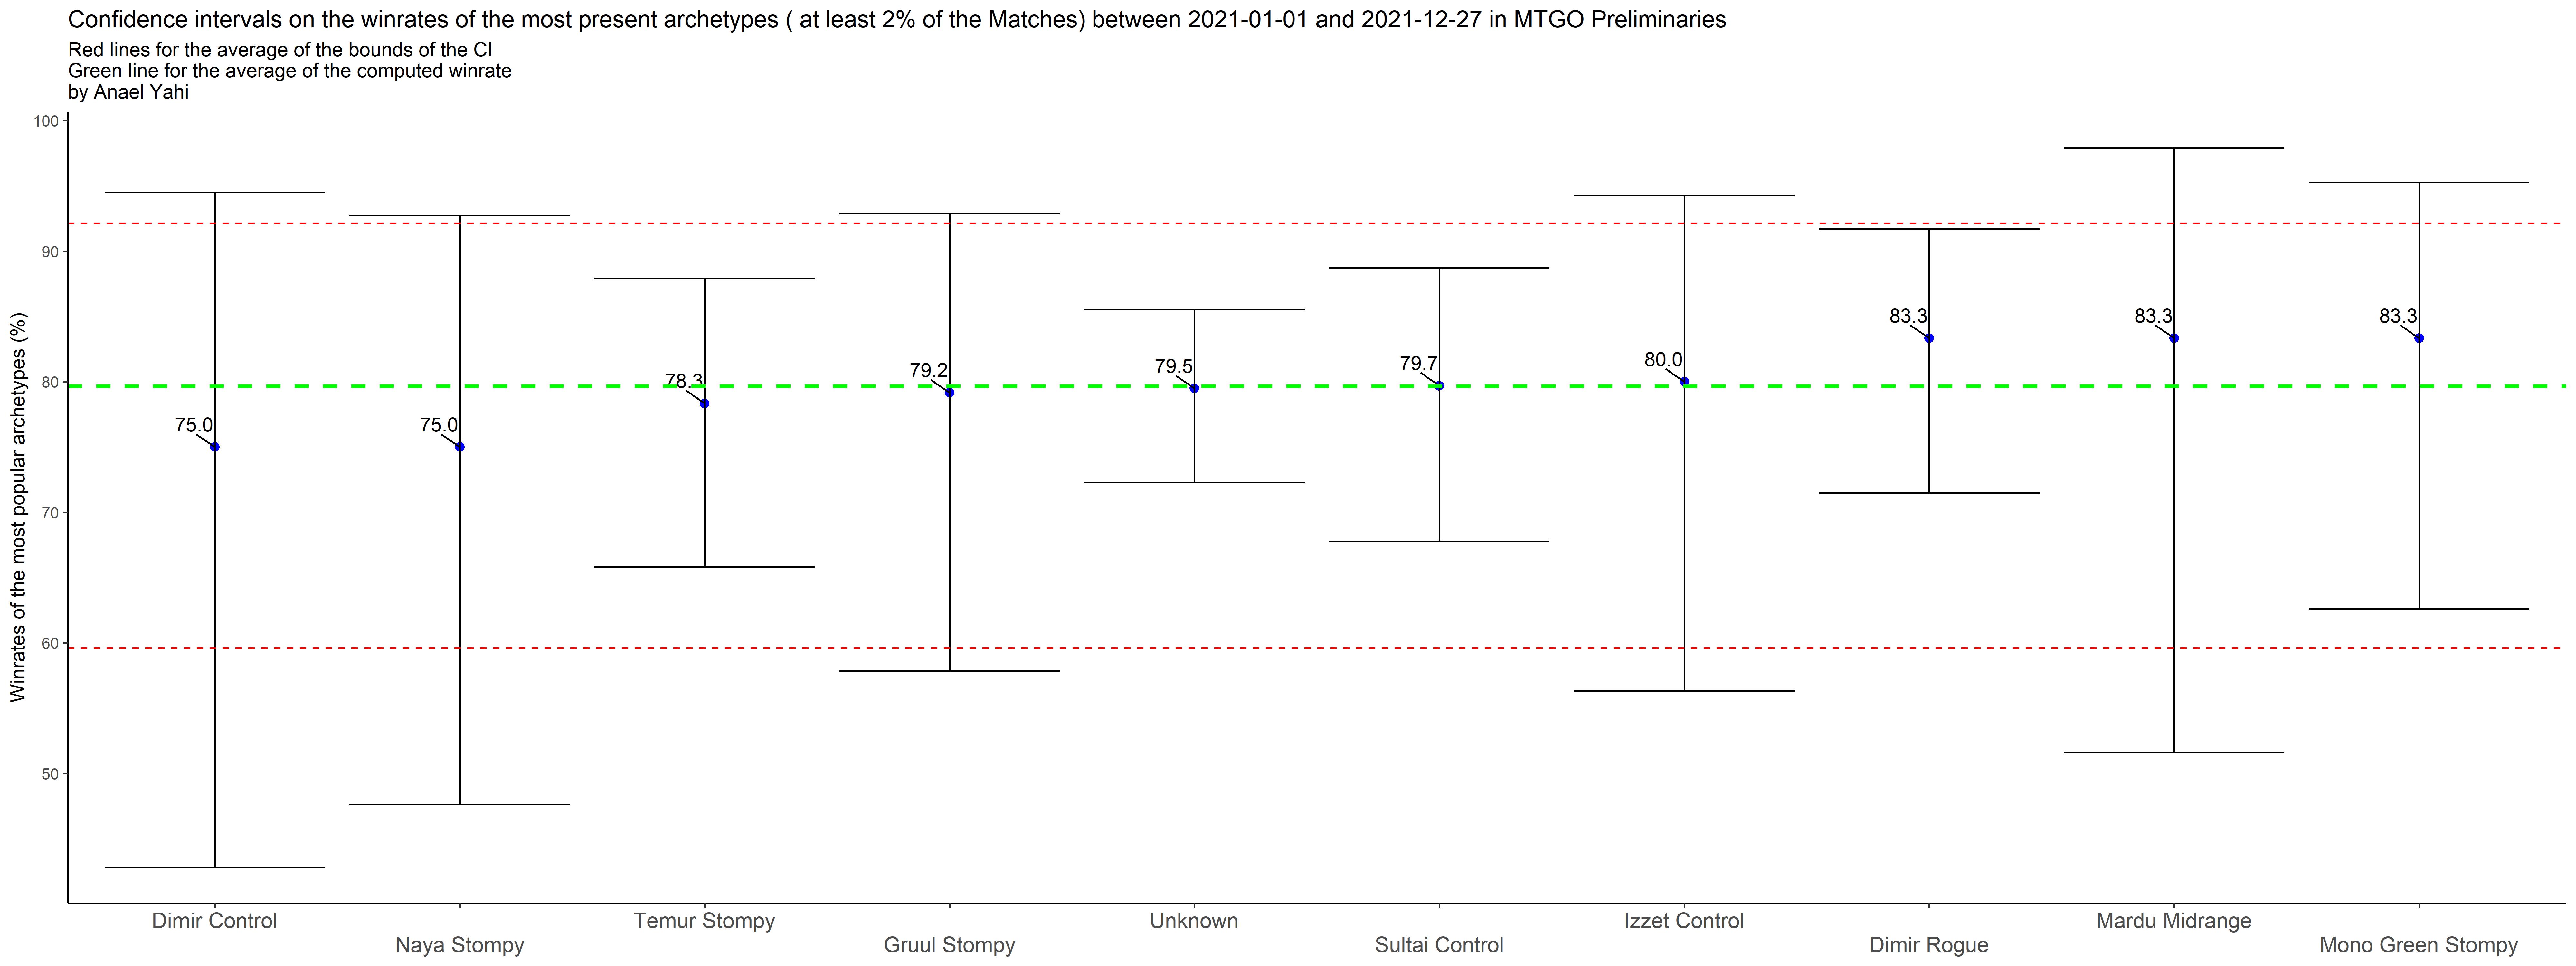 Confidence intervals on the winrates of the most present archetypes ( at least 2% of the Matches) between 2021-01-01 and 2021-12-27 in MTGO Preliminaries
Red lines for the average of the bounds of the CI
Green line for the average of the computed winrate
by Anael Yahi
Winrates of the most popular archetypes (%)
100
90
80
70
60
50
75.0
75.0
78.3
79.2
79.5
79.7
80.0
83.3
83.3
83.3
Dimir Control
Naya Stompy
Temur Stompy
Gruul Stompy
Unknown
Sultai Control
Izzet Control
Dimir Rogue
Mardu Midrange
Mono Green Stompy